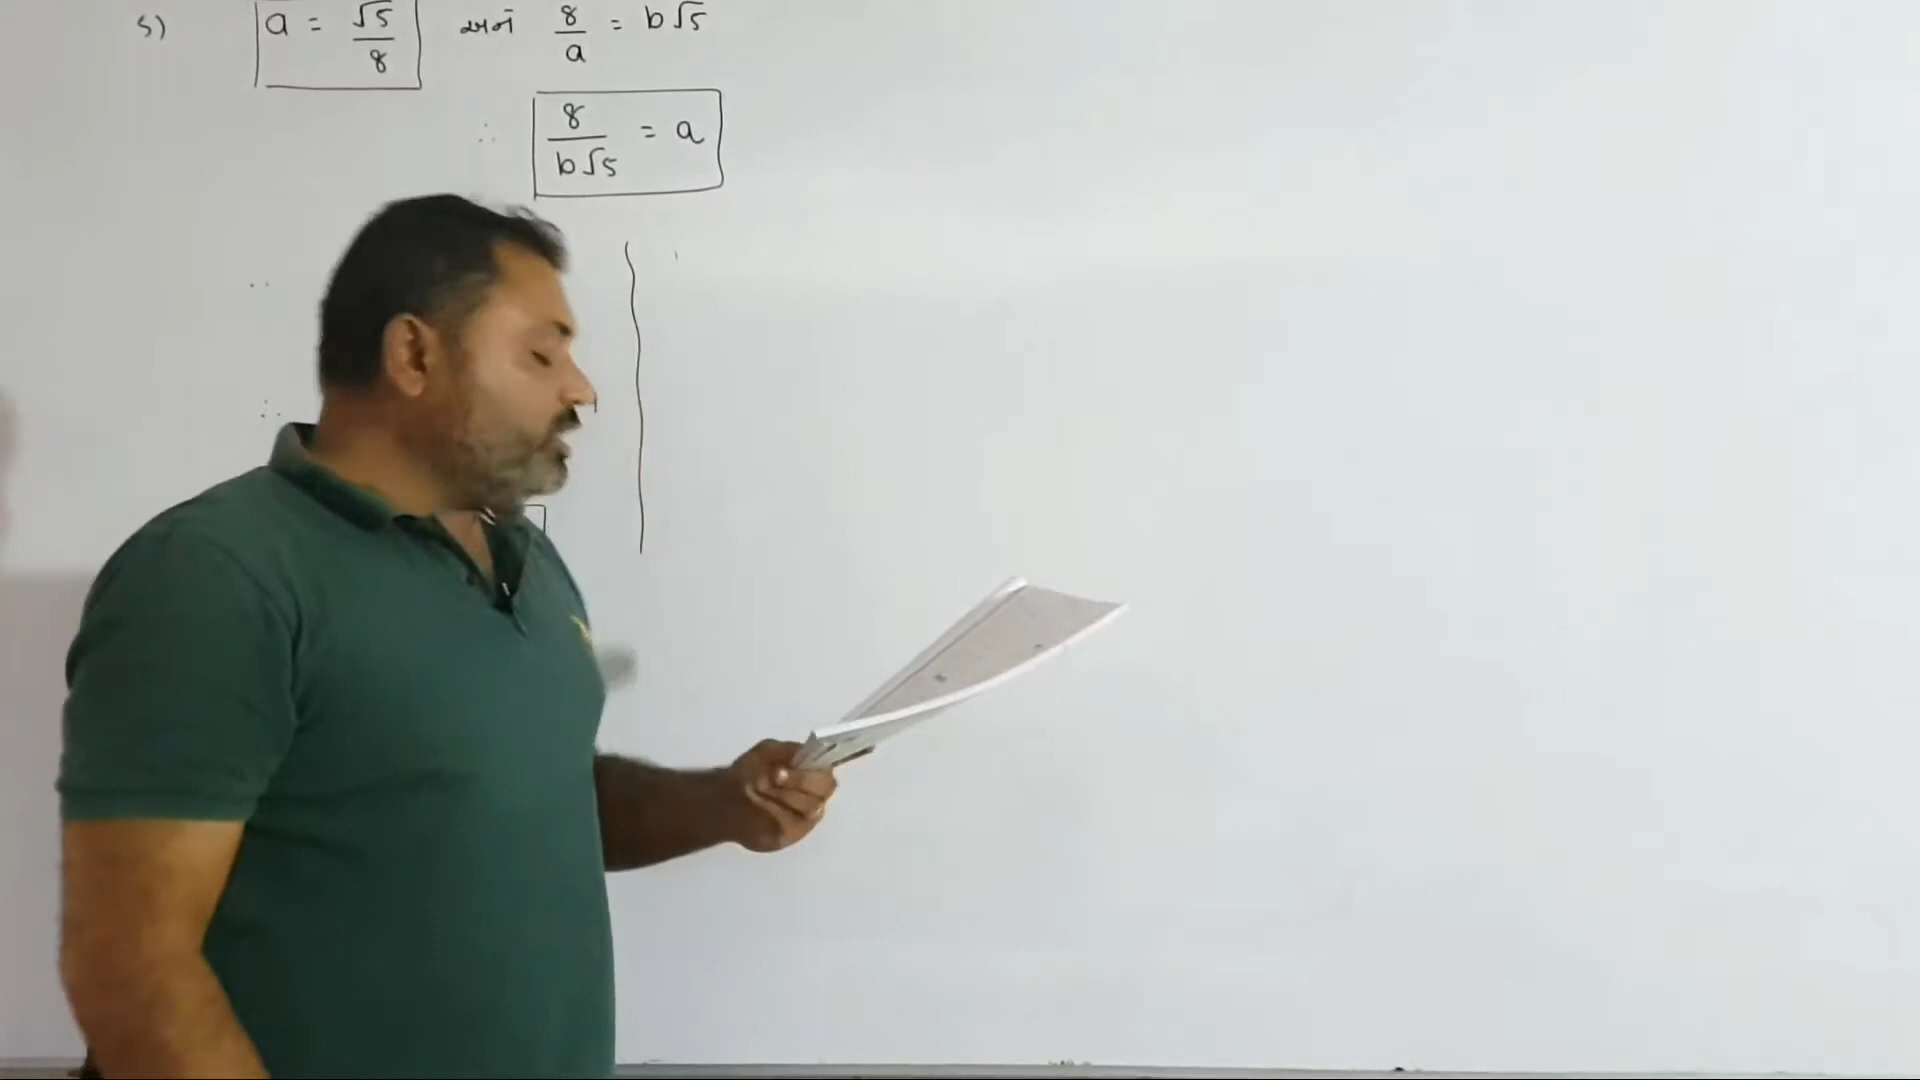 5) a = √5/8 અને 8/a = b√5
∴ 8/b√5 = a
∴
∴